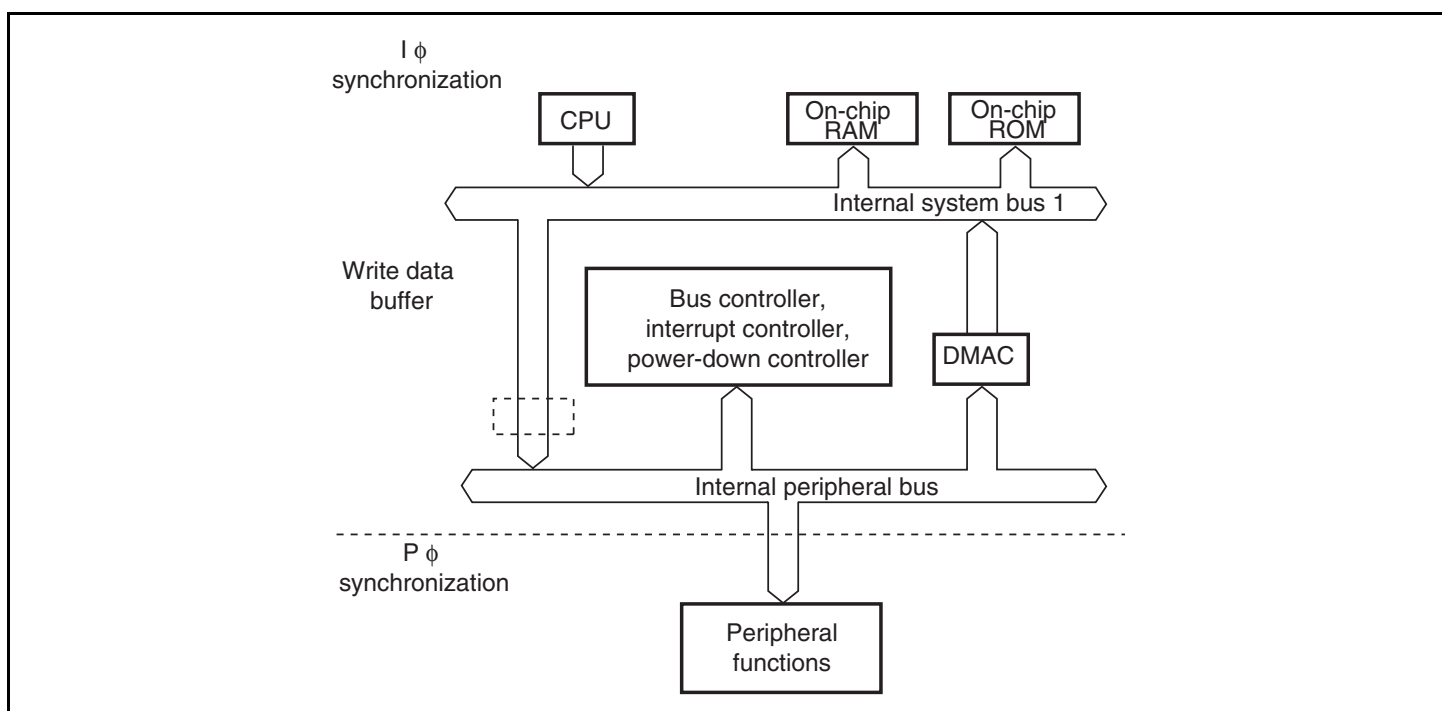 I ϕ
synchronization
CPU
On-chip
RAM
On-chip
ROM
Internal system bus 1
Write data
buffer
Bus controller,
interrupt controller,
power-down controller
DMAC
Internal peripheral bus
P ϕ
synchronization
Peripheral
functions